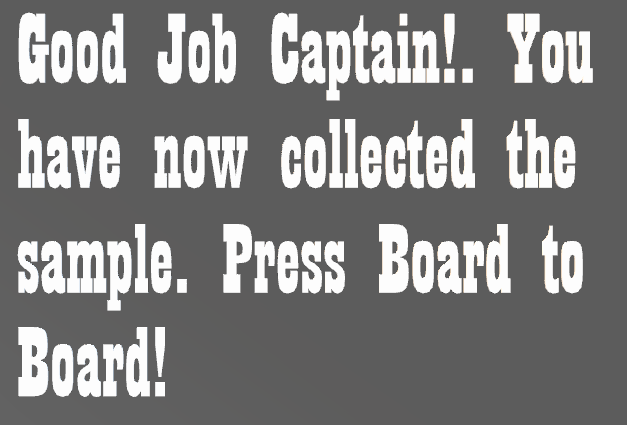 Good Job Captain!. You
have now collected the
sample. Press Board to
Board!